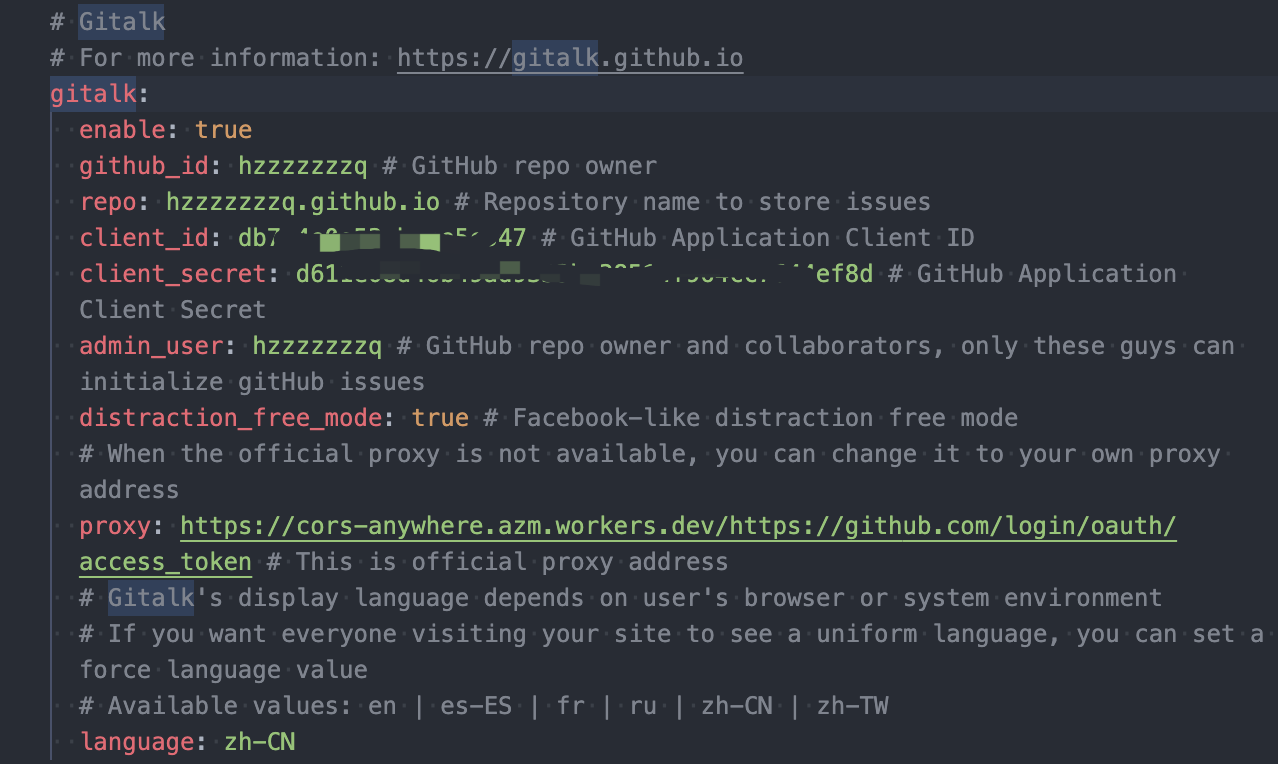 # Gitalk
# For more information: https://gitalk.github.io
gitalk:
enable: true
github_id: hzzzzzzzq # GitHub repo owner
repo: hzzzzzzzq.github.io # Repository name to store issues
client_id: # GitHub Application Client ID
client_secret: # GitHub Application
Client Secret
admin_user: hzzzzzzzq # GitHub repo owner and collaborators, only these guys can
initialize gitHub issues
distraction_free_mode: true # Facebook-like distraction free mode
# When the official proxy is not available, you can change it to your own proxy
address
proxy: https://cors-anywhere.azm.workers.dev/https://github.com/login/oauth/
access_token # This is official proxy address
# Gitalk's display language depends on user's browser or system environment
# If you want everyone visiting your site to see a uniform language, you can set a
force language value
# Available values: en | es-ES | fr | ru | zh-CN | zh-TW
language: zh-CN